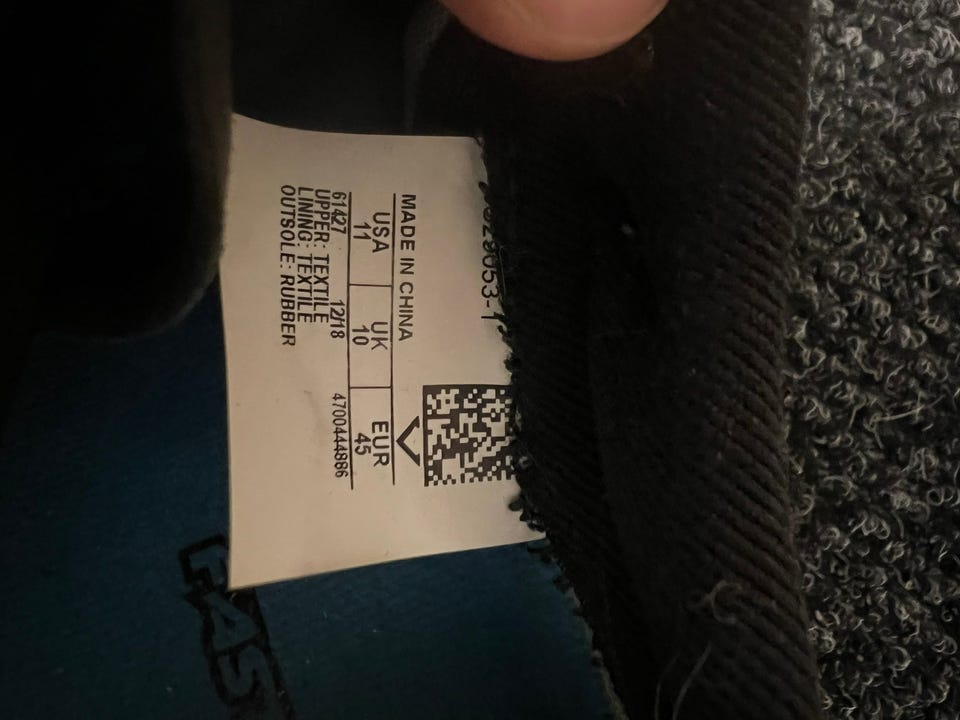 MADE IN CHINA
USA UK EUR
11 10 45
61427 12/18 4700444886
UPPER: TEXTILE
LINING: TEXTILE
OUTSOLE: RUBBER